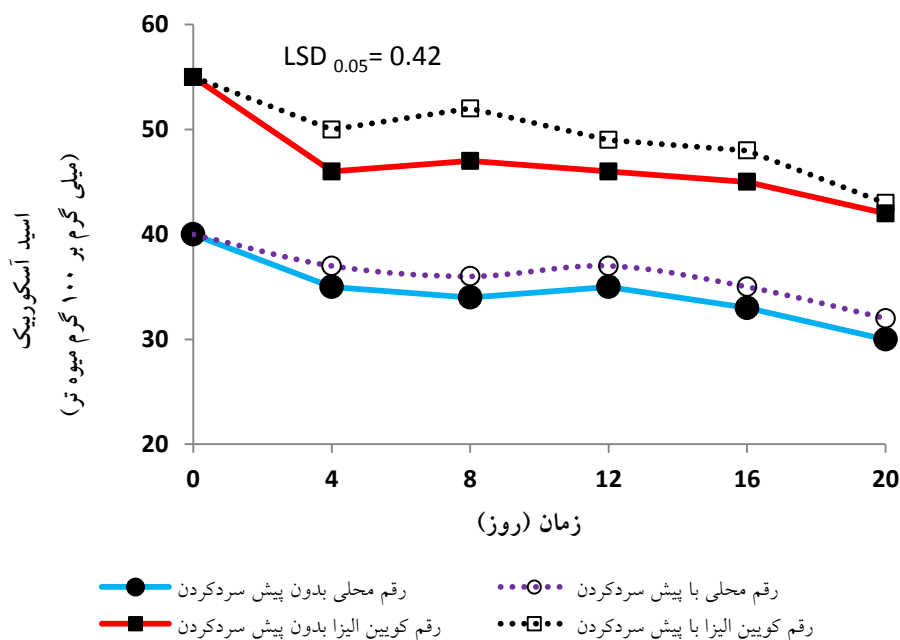 60
50
40
30
20
LSD 0.05= 0.42
اسید آسکوربیک
(میلی گرم بر ۱۰۰ گرم میوه تر)
0 4 8 12 16 20
زمان (روز)
رقم محلی بدون پیش سردکردن
رقم محلی با پیش سردکردن
رقم کویین الیزا بدون پیش سردکردن
رقم کویین الیزا با پیش سردکردن